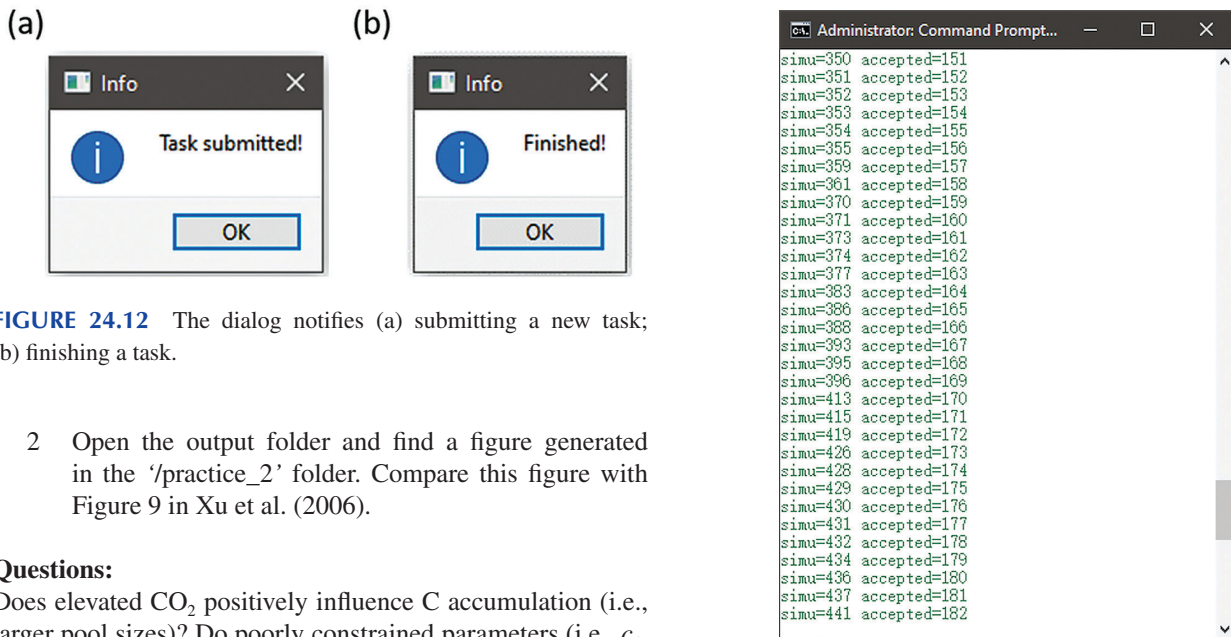 (a)
Info
Task submitted!
OK
(b)
Info
Finished!
OK
FIGURE 24.12 The dialog notifies (a) submitting a new task;
b) finishing a task.
2 Open the output folder and find a figure generated
in the '/practice_2' folder. Compare this figure with
Figure 9 in Xu et al. (2006).
Questions:
Does elevated CO₂ positively influence C accumulation (i.e.,
larger pool sizes)? Do poorly constrained parameters (i.e., c
Administrator: Command Prompt...
simu=350 accepted=151
simu=351 accepted=152
simu=352 accepted=153
simu=353 accepted=154
simu=354 accepted=155
simu=355 accepted=156
simu=359 accepted=157
simu=361 accepted=158
simu=370 accepted=159
simu=371 accepted=160
simu=373 accepted=161
simu=374 accepted=162
simu=377 accepted=163
simu=383 accepted=164
simu=386 accepted=165
simu=388 accepted=166
simu=393 accepted=167
simu=395 accepted=168
simu=396 accepted=169
simu=413 accepted=170
simu=415 accepted=171
simu=419 accepted=172
simu=426 accepted=173
simu=428 accepted=174
simu=429 accepted=175
simu=430 accepted=176
simu=431 accepted=177
simu=432 accepted=178
simu=434 accepted=179
simu=436 accepted=180
simu=437 accepted=181
simu=441 accepted=182